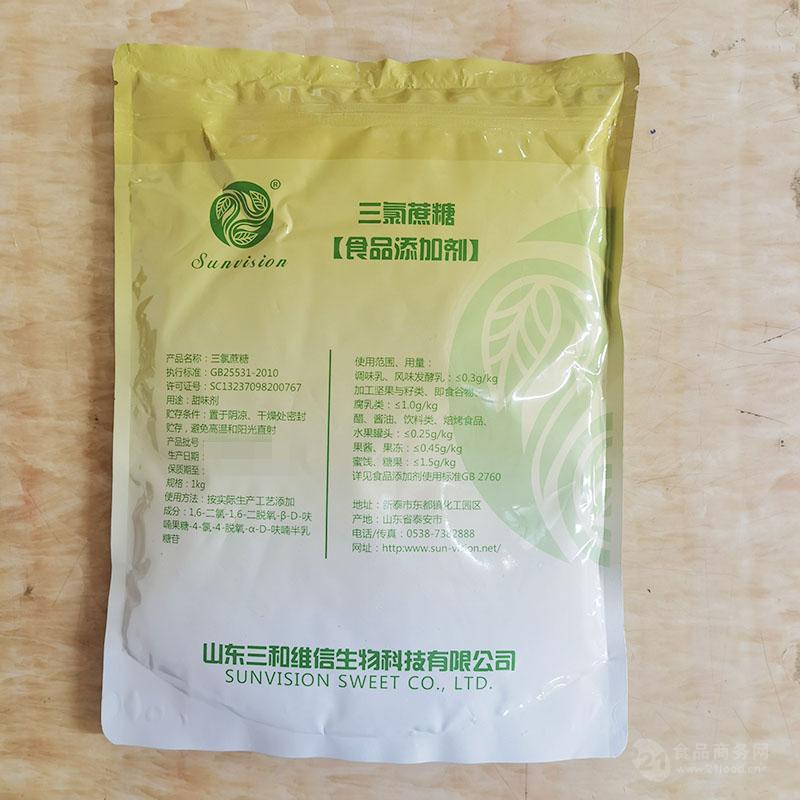 ®
Sunvision
三氯蔗糖
【食品添加剂】
产品名称：三氯蔗糖
执行标准：GB25531-2010
许可证号：SC13237098200767
用途：甜味剂
贮存条件：置于阴凉、干燥处密封
贮存，避免高温和阳光直射
产品批号
生产日期：
保质期至：
规格：1kg
使用方法：按实际生产工艺添加
成分：1,6-二氯-1,6-二脱氧-β-D-呋
喃果糖-4-氯-4-脱氧-α-D-呋喃半乳
糖苷
使用范围、用量：
调味乳、风味发酵乳：≤0.3g/kg
加工坚果与籽类、即食谷物、
腐乳类：≤1.0g/kg
醋、酱油、饮料类、焙烤食品、
水果罐头：≤0.25g/kg
果酱、果冻：≤0.45g/kg
蜜饯、糖果：≤1.5g/kg
详见食品添加剂使用标准GB 2760
地址：新泰市东都镇化工园区
产地：山东省泰安市
电话/传真：0538-7382888
网址：http:www.sun-vision.net/
山东三和维信生物科技有限公司
SUNVISION SWEET CO., LTD.
食品商务网
www.21food.cn